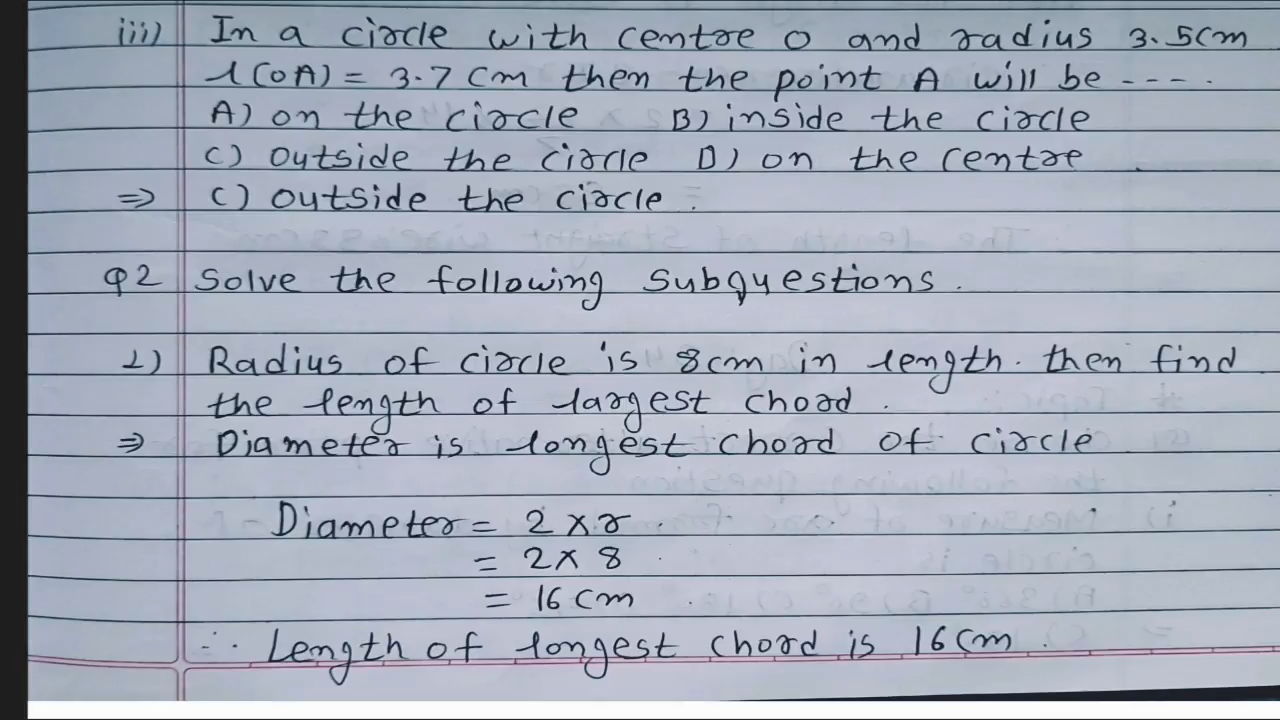 iii) In a circle with centre O and radius 3.5cm
l(OA) = 3.7 cm then the point A will be ----.
A) on the circle B) inside the circle
C) outside the circle D) on the centre
⇒ C) outside the circle.
Q2 Solve the following subquestions.
1) Radius of circle is 8cm in length. then find
the length of largest chord.
⇒ Diameter is longest chord of circle
Diameter = 2 × r
= 2 × 8
= 16 cm
∴ Length of longest chord is 16 cm.